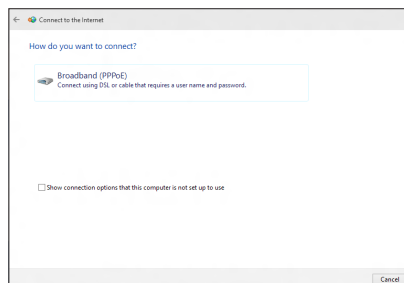 Connect to the Internet
How do you want to connect?
Broadband (PPPoE)
Connect using DSL or cable that requires a user name and password.
Show connection options that this computer is not set up to use
Cancel